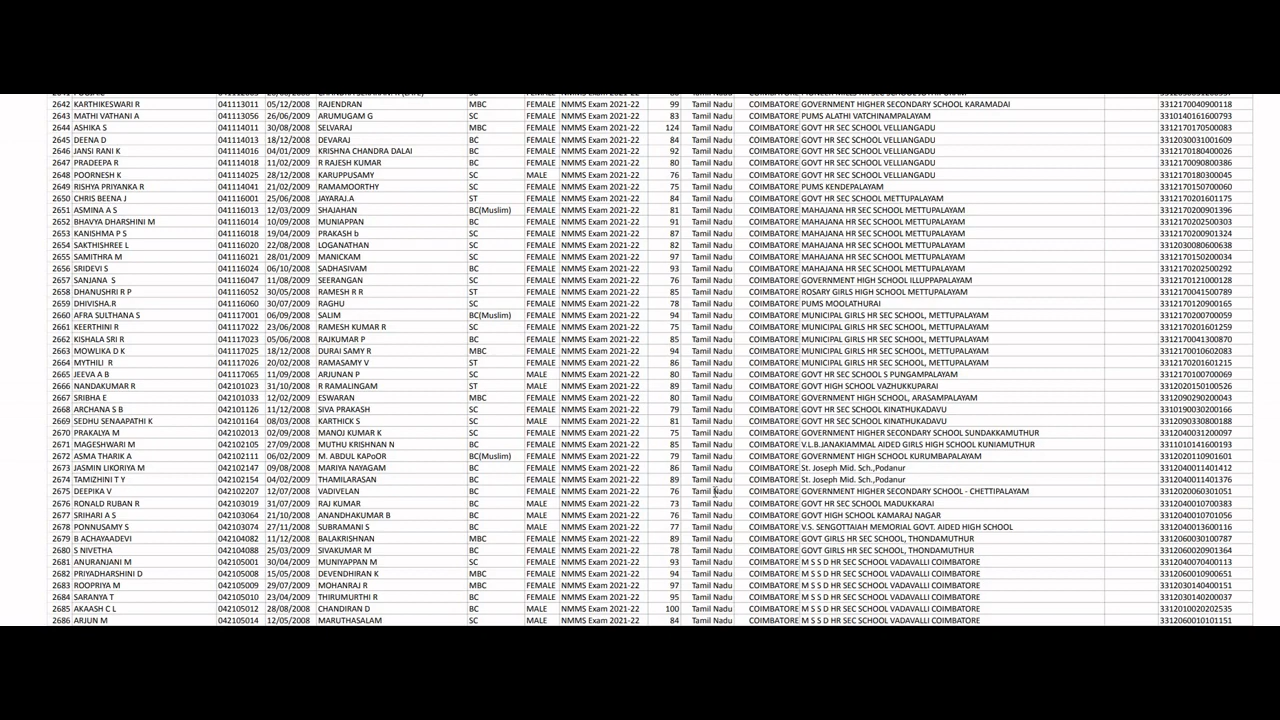 2642 KARTHIKESWARI R 041113011 05/12/2008 RAJENDRAN MBC FEMALE NMMS Exam 2021-22 99 Tamil Nadu COIMBATORE GOVERNMENT HIGHER SECONDARY SCHOOL KARAMADAI 3312170040900118
2643 MATHI VATHANI A 041113056 26/06/2009 ARUMUGAM G SC FEMALE NMMS Exam 2021-22 83 Tamil Nadu COIMBATORE PUMS ALATHI VATCHINAMPALAYAM 3310140161600793
2644 ASHIKA S 041114011 30/08/2008 SELVARAJ MBC FEMALE NMMS Exam 2021-22 124 Tamil Nadu COIMBATORE GOVT HR SEC SCHOOL VELLIANGADU 3312170170500083
2645 DEENA D 041114013 18/12/2008 DEVARAJ BC FEMALE NMMS Exam 2021-22 84 Tamil Nadu COIMBATORE GOVT HR SEC SCHOOL VELLIANGADU 3312030031001609
2646 JANSI RANI K 041114016 04/01/2009 KRISHNA CHANDRA DALAI BC FEMALE NMMS Exam 2021-22 92 Tamil Nadu COIMBATORE GOVT HR SEC SCHOOL VELLIANGADU 3312170180400026
2647 PRADEEPA R 041114018 11/02/2009 R RAJESH KUMAR BC FEMALE NMMS Exam 2021-22 80 Tamil Nadu COIMBATORE GOVT HR SEC SCHOOL VELLIANGADU 3312170090800386
2648 POORNESH K 041114025 28/12/2008 KARUPPUSAMY SC MALE NMMS Exam 2021-22 76 Tamil Nadu COIMBATORE GOVT HR SEC SCHOOL VELLIANGADU 3312170180300045
2649 RISHYA PRIYANKA R 041114041 21/02/2009 RAMAMOORTHY SC FEMALE NMMS Exam 2021-22 75 Tamil Nadu COIMBATORE PUMS KENDEPALAYAM 3312170150700060
2650 CHRIS BEENA J 041116001 25/06/2008 JAYARAJ.A ST FEMALE NMMS Exam 2021-22 84 Tamil Nadu COIMBATORE GOVT HR SEC SCHOOL METTUPALAYAM 3312170201601175
2651 ASMINA A S 041116013 12/03/2009 SHAJAHAN BC(Muslim) FEMALE NMMS Exam 2021-22 81 Tamil Nadu COIMBATORE MAHAJANA HR SEC SCHOOL METTUPALAYAM 3312170200901396
2652 BHAVYA DHARSHINI M 041116014 10/09/2008 MUNIAPPAN BC FEMALE NMMS Exam 2021-22 91 Tamil Nadu COIMBATORE MAHAJANA HR SEC SCHOOL METTUPALAYAM 3312170202500303
2653 KANISHMA P S 041116018 19/04/2009 PRAKASH b SC FEMALE NMMS Exam 2021-22 87 Tamil Nadu COIMBATORE MAHAJANA HR SEC SCHOOL METTUPALAYAM 3312170200901324
2654 SAKTHISHREE L 041116020 22/08/2008 LOGANATHAN SC FEMALE NMMS Exam 2021-22 82 Tamil Nadu COIMBATORE MAHAJANA HR SEC SCHOOL METTUPALAYAM 3312030080600638
2655 SAMITHRA M 041116021 28/01/2009 MANICKAM SC FEMALE NMMS Exam 2021-22 97 Tamil Nadu COIMBATORE MAHAJANA HR SEC SCHOOL METTUPALAYAM 3312170150200034
2656 SRIDEVI S 041116024 06/10/2008 SADHASIVAM BC FEMALE NMMS Exam 2021-22 93 Tamil Nadu COIMBATORE MAHAJANA HR SEC SCHOOL METTUPALAYAM 3312170202500292
2657 SANJANA S 041116047 11/08/2009 SEERANGAN SC FEMALE NMMS Exam 2021-22 76 Tamil Nadu COIMBATORE GOVERNMENT HIGH SCHOOL ILLUPPAPALAYAM 3312170121000128
2658 DHANUSHRI R P 041116052 30/05/2008 RAMESH R R ST FEMALE NMMS Exam 2021-22 85 Tamil Nadu COIMBATORE ROSARY GIRLS HIGH SCHOOL METTUPALAYAM 3312170041500789
2659 DHIVISHA.R 041116060 30/07/2009 RAGHU SC FEMALE NMMS Exam 2021-22 78 Tamil Nadu COIMBATORE PUMS MOOLATHURAI 3312170120900165
2660 AFRA SULTHANA S 041117001 06/09/2008 SALIM BC(Muslim) FEMALE NMMS Exam 2021-22 94 Tamil Nadu COIMBATORE MUNICIPAL GIRLS HR SEC SCHOOL, METTUPALAYAM 3312170200700059
2661 KEERTHINI R 041117022 23/06/2008 RAMESH KUMAR R SC FEMALE NMMS Exam 2021-22 75 Tamil Nadu COIMBATORE MUNICIPAL GIRLS HR SEC SCHOOL, METTUPALAYAM 3312170201601259
2662 KISHALA SRI R 041117023 05/06/2008 RAJKUMAR P BC FEMALE NMMS Exam 2021-22 85 Tamil Nadu COIMBATORE MUNICIPAL GIRLS HR SEC SCHOOL, METTUPALAYAM 3312170041300870
2663 MOWLIKA D K 041117025 18/12/2008 DURAI SAMY R MBC FEMALE NMMS Exam 2021-22 94 Tamil Nadu COIMBATORE MUNICIPAL GIRLS HR SEC SCHOOL, METTUPALAYAM 3312170010602083
2664 MYTHILI R 041117026 20/02/2008 RAMASAMY V ST FEMALE NMMS Exam 2021-22 86 Tamil Nadu COIMBATORE MUNICIPAL GIRLS HR SEC SCHOOL, METTUPALAYAM 3312170201601215
2665 JEEVA A B 041117065 11/09/2008 ARJUNAN P SC MALE NMMS Exam 2021-22 80 Tamil Nadu COIMBATORE GOVT HR SEC SCHOOL S PUNGAMPALAYAM 3312170100700069
2666 NANDAKUMAR R 042101023 31/10/2008 R RAMALINGAM ST MALE NMMS Exam 2021-22 89 Tamil Nadu COIMBATORE GOVT HIGH SCHOOL VAZHUKKUPARAI 3312020150100526
2667 SRIBHA E 042101033 12/02/2009 ESWARAN MBC FEMALE NMMS Exam 2021-22 80 Tamil Nadu COIMBATORE GOVERNMENT HIGH SCHOOL, ARASAMPALAYAM 3312090290200043
2668 ARCHANA S B 042101126 11/12/2008 SIVA PRAKASH SC FEMALE NMMS Exam 2021-22 79 Tamil Nadu COIMBATORE GOVT HR SEC SCHOOL KINATHUKADAVU 3310190030200166
2669 SEDHU SENAAPATHI K 042101164 08/03/2008 KARTHICK S SC MALE NMMS Exam 2021-22 81 Tamil Nadu COIMBATORE GOVT HR SEC SCHOOL KINATHUKADAVU 3312090330800188
2670 PRAKALYA M 042102013 02/09/2008 MANOJ KUMAR K SC FEMALE NMMS Exam 2021-22 75 Tamil Nadu COIMBATORE GOVERNMENT HIGHER SECONDARY SCHOOL SUNDAKKAMUTHUR 3312040031200097
2671 MAGESHWARI M 042102105 27/08/2008 MUTHU KRISHNAN N BC FEMALE NMMS Exam 2021-22 85 Tamil Nadu COIMBATORE V.L.B.JANAKIAMMAL AIDED GIRLS HIGH SCHOOL KUNIAMUTHUR 3310101141600193
2672 ASMA THARIK A 042102111 06/02/2009 M. ABDUL KAPoOR BC(Muslim) FEMALE NMMS Exam 2021-22 79 Tamil Nadu COIMBATORE GOVERNMENT HIGH SCHOOL KURUMBAPALAYAM 3312020110901601
2673 JASMIN LIKORIYA M 042102147 09/08/2008 MARIYA NAYAGAM BC FEMALE NMMS Exam 2021-22 86 Tamil Nadu COIMBATORE St. Joseph Mid. Sch.,Podanur 3312040011401412
2674 TAMIZHINI T Y 042102154 04/02/2009 THAMILARASAN BC FEMALE NMMS Exam 2021-22 89 Tamil Nadu COIMBATORE St. Joseph Mid. Sch.,Podanur 3312040011401376
2675 DEEPIKA V 042102207 12/07/2008 VADIVELAN BC FEMALE NMMS Exam 2021-22 76 Tamil Nadu COIMBATORE GOVERNMENT HIGHER SECONDARY SCHOOL - CHETTIPALAYAM 3312020060301051
2676 RONALD RUBAN R 042103019 31/07/2009 RAJ KUMAR BC MALE NMMS Exam 2021-22 73 Tamil Nadu COIMBATORE GOVT HR SEC SCHOOL MADUKKARAI 3312040010700383
2677 SRIHARI A S 042103064 21/10/2008 ANANDHAKUMAR B BC MALE NMMS Exam 2021-22 76 Tamil Nadu COIMBATORE GOVT HIGH SCHOOL KAMARAJ NAGAR 3312040010701056
2678 PONNUSAMY S 042103074 27/11/2008 SUBRAMANI S BC MALE NMMS Exam 2021-22 77 Tamil Nadu COIMBATORE V.S. SENGOTTAIAH MEMORIAL GOVT. AIDED HIGH SCHOOL 3312040013600116
2679 B ACHAYAADEVI 042104082 11/12/2008 BALAKRISHNAN MBC FEMALE NMMS Exam 2021-22 89 Tamil Nadu COIMBATORE GOVT GIRLS HR SEC SCHOOL, THONDAMUTHUR 3312060030100787
2680 S NIVETHA 042104088 25/03/2009 SIVAKUMAR M BC FEMALE NMMS Exam 2021-22 78 Tamil Nadu COIMBATORE GOVT GIRLS HR SEC SCHOOL, THONDAMUTHUR 3312060020901364
2681 ANURANJANI M 042105001 30/04/2009 MUNIYAPPAN M SC FEMALE NMMS Exam 2021-22 93 Tamil Nadu COIMBATORE M S S D HR SEC SCHOOL VADAVALLI COIMBATORE 3312040070400113
2682 PRIYADHARSHINI D 042105008 15/05/2008 DEVENDHIRAN K MBC FEMALE NMMS Exam 2021-22 94 Tamil Nadu COIMBATORE M S S D HR SEC SCHOOL VADAVALLI COIMBATORE 3312060010900651
2683 ROOPRIYA M 042105009 29/07/2009 MOHANRAJ R MBC FEMALE NMMS Exam 2021-22 97 Tamil Nadu COIMBATORE M S S D HR SEC SCHOOL VADAVALLI COIMBATORE 3312030140400151
2684 SARANYA T 042105010 23/04/2009 THIRUMURTHI R BC FEMALE NMMS Exam 2021-22 95 Tamil Nadu COIMBATORE M S S D HR SEC SCHOOL VADAVALLI COIMBATORE 3312030140200037
2685 AKAASH C L 042105012 28/08/2008 CHANDIRAN D BC MALE NMMS Exam 2021-22 100 Tamil Nadu COIMBATORE M S S D HR SEC SCHOOL VADAVALLI COIMBATORE 3312010020202535
2686 ARJUN M 042105014 12/05/2008 MARUTHASALAM SC MALE NMMS Exam 2021-22 84 Tamil Nadu COIMBATORE M S S D HR SEC SCHOOL VADAVALLI COIMBATORE 3312060010101151